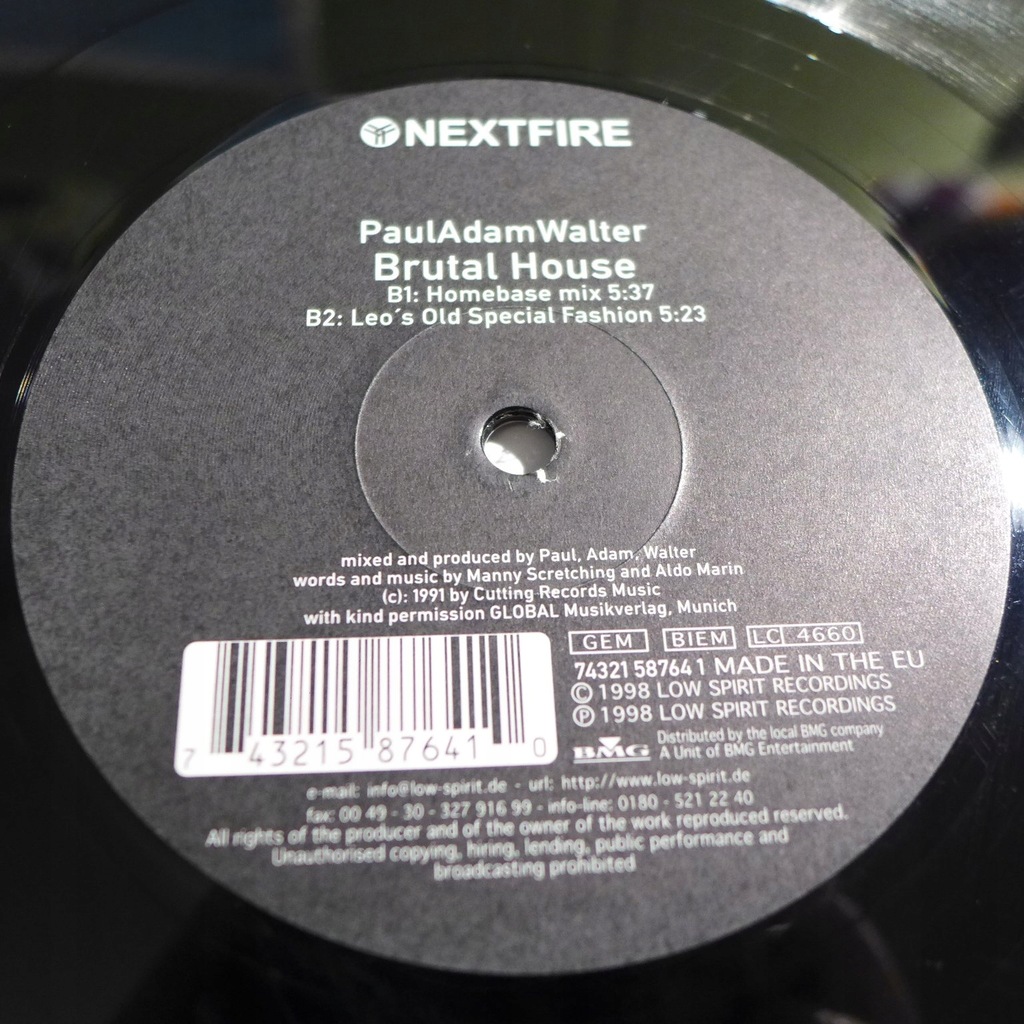 NEXTFIRE
PaulAdamWalter
Brutal House
B1: Homebase mix 5:37
B2: Leo´s Old Special Fashion 5:23
mixed and produced by Paul, Adam, Walter
words and music by Manny Scretching and Aldo Marin
(c): 1991 by Cutting Records Music
with kind permission GLOBAL Musikverlag, Munich
GEM BIEM LC 4660
74321 58764 1 MADE IN THE EU
© 1998 LOW SPIRIT RECORDINGS
℗ 1998 LOW SPIRIT RECORDINGS
BMG
Distributed by the local BMG company
A Unit of BMG Entertainment
7 43215 87641 0
e-mail: info@low-spirit.de - url: http://www.low-spirit.de
fax: 00 49 - 30 - 327 916 99 - info-line: 0180 - 521 22 40
All rights of the producer and of the owner of the work reproduced reserved.
Unauthorised copying, hiring, lending, public performance and
broadcasting prohibited